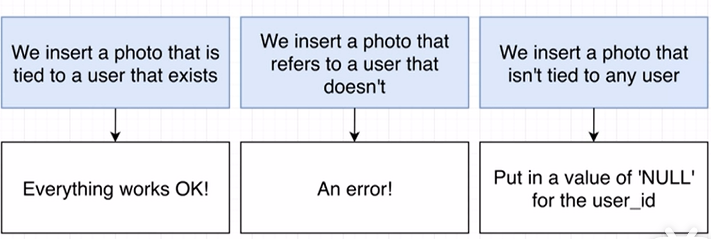 We insert a photo that is
tied to a user that exists
We insert a photo that
refers to a user that
doesn't
We insert a photo that
isn't tied to any user
Everything works OK!
An error!
Put in a value of 'NULL'
for the user_id